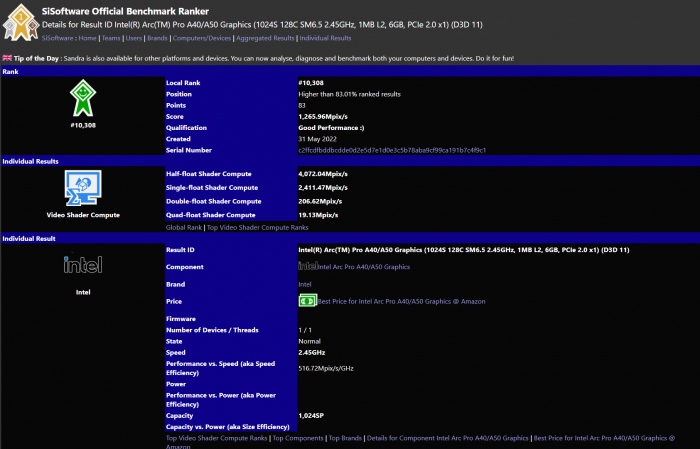 SiSoftware Official Benchmark Ranker
Details for Result ID Intel(R) Arc(TM) Pro A40/A50 Graphics (1024S 128C SM6.5 2.45GHz, 1MB L2, 6GB, PCIe 2.0 x1) (D3D 11)
SiSoftware : Home | Teams | Users | Brands | Computers/Devices | Aggregated Results | Individual Results
Tip of the Day : Sandra is also available for other platforms and devices. You can now analyse, diagnose and benchmark both your computers and devices. Do it for fun!
Rank
#10,308
Local Rank #10,308
Position Higher than 83.01% ranked results
Points 83
Score 1,265.96Mpix/s
Qualification Good Performance :)
Created 31 May 2022
Serial Number
Individual Results
Video Shader Compute
Half-float Shader Compute 4,072.04Mpix/s
Single-float Shader Compute 2,411.47Mpix/s
Double-float Shader Compute 206.62Mpix/s
Quad-float Shader Compute 19.13Mpix/s
Global Rank | Top Video Shader Compute Ranks
Individual Result
intel
Intel
Result ID Intel(R) Arc(TM) Pro A40/A50 Graphics (1024S 128C SM6.5 2.45GHz, 1MB L2, 6GB, PCIe 2.0 x1) (D3D 11)
Component intel Intel Arc Pro A40/A50 Graphics
Brand Intel
Price Best Price for Intel Arc Pro A40/A50 Graphics @ Amazon
Firmware
Number of Devices / Threads 1 / 1
State Normal
Speed 2.45GHz
Performance vs. Speed (aka Speed Efficiency) 516.72Mpix/s/GHz
Power
Performance vs. Power (aka Power Efficiency)
Capacity 1,024SP
Capacity vs. Power (aka Size Efficiency)
Top Video Shader Compute Ranks | Top Components | Top Brands | Details for Component Intel Arc Pro A40/A50 Graphics | Best Price for Intel Arc Pro A40/A50 Graphics @
Amazon